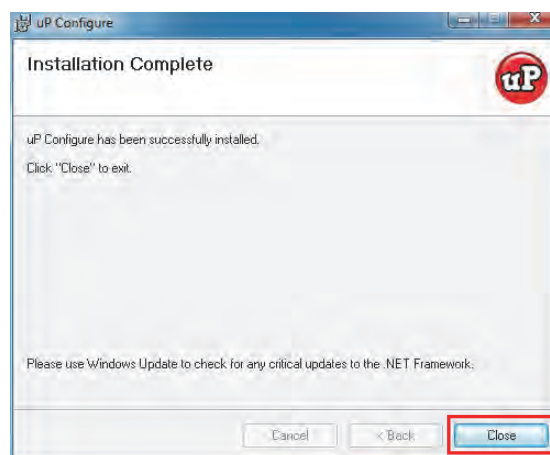 uP Configure
Installation Complete
uP
uP Configure has been successfully installed.
Click "Close" to exit.
Please use Windows Update to check for any critical updates to the .NET Framework.
Cancel < Back Close